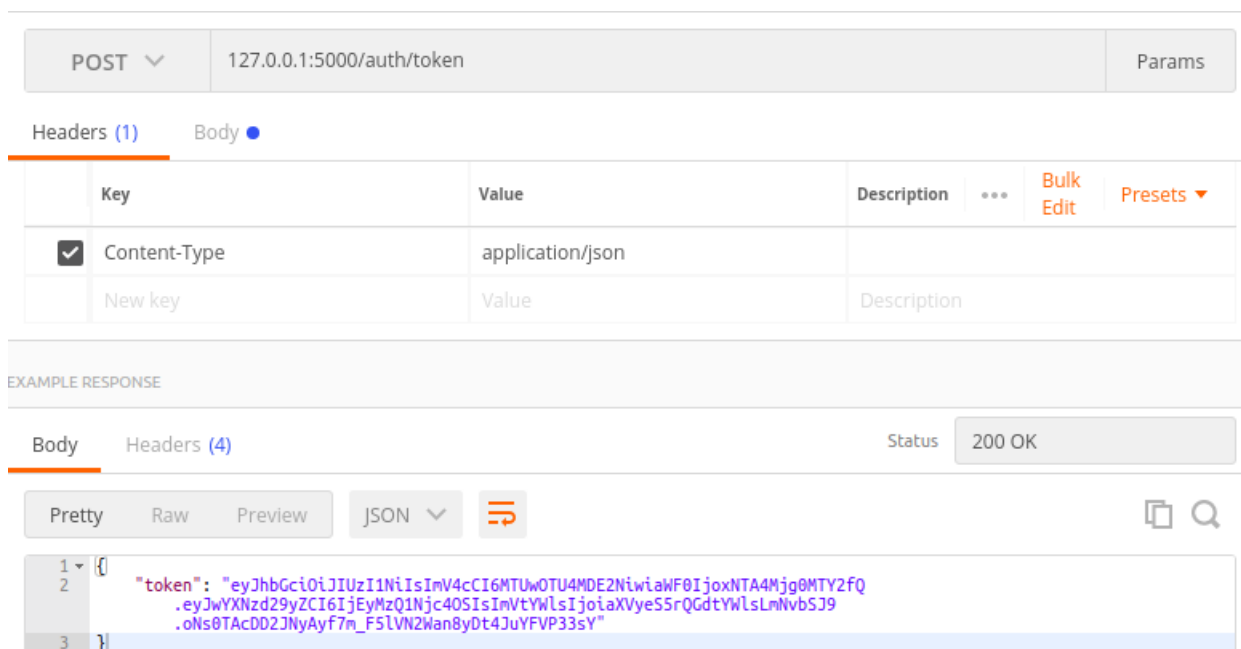 POST 127.0.0.1:5000/auth/token Params
Headers (1) Body
Key Value Description ••• Bulk Edit Presets
Content-Type application/json
New key Value Description
EXAMPLE RESPONSE
Body Headers (4) Status 200 OK
Pretty Raw Preview JSON
1 {
2 "token": "eyJhbGciOiJIUzI1NiIsImV4cCI6MTUwOTU4MDE2NiwiaWF0IjoxNTA4Mjg0MTY2fQ
.eyJwYXNzd29yZCI6IjEyMzQ1Njc4OSIsImVtYWlsIjoiaXVyeS5rQGdtYWlsLmNvbSJ9
.oNs0TAcDD2JNyAyf7m_F5lVN2Wan8yDt4JuYFVP33sY"
3 }